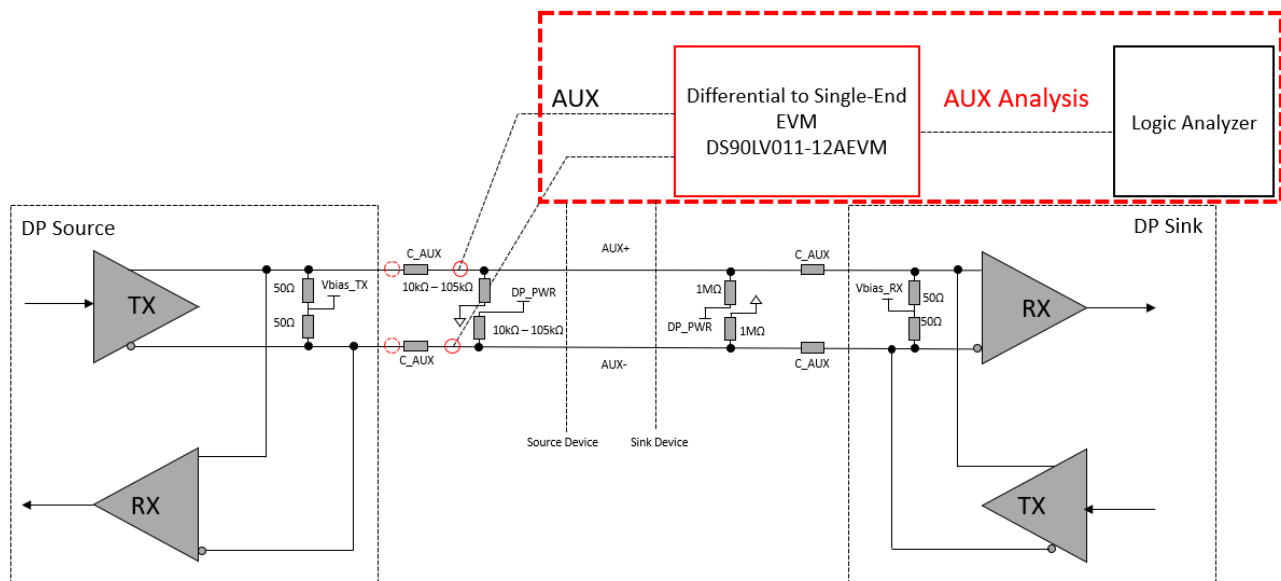 AUX
Differential to Single-End
EVM
DS90LV011-12AEVM
AUX Analysis
Logic Analyzer
DP Source
DP Sink
TX
50Ω
Vbias_TX
50Ω
C_AUX
10kΩ – 105kΩ
DP_PWR
10kΩ – 105kΩ
C_AUX
AUX+
AUX-
1MΩ
DP_PWR
1MΩ
C_AUX
C_AUX
Vbias_RX
50Ω
50Ω
RX
Source Device
Sink Device
RX
TX